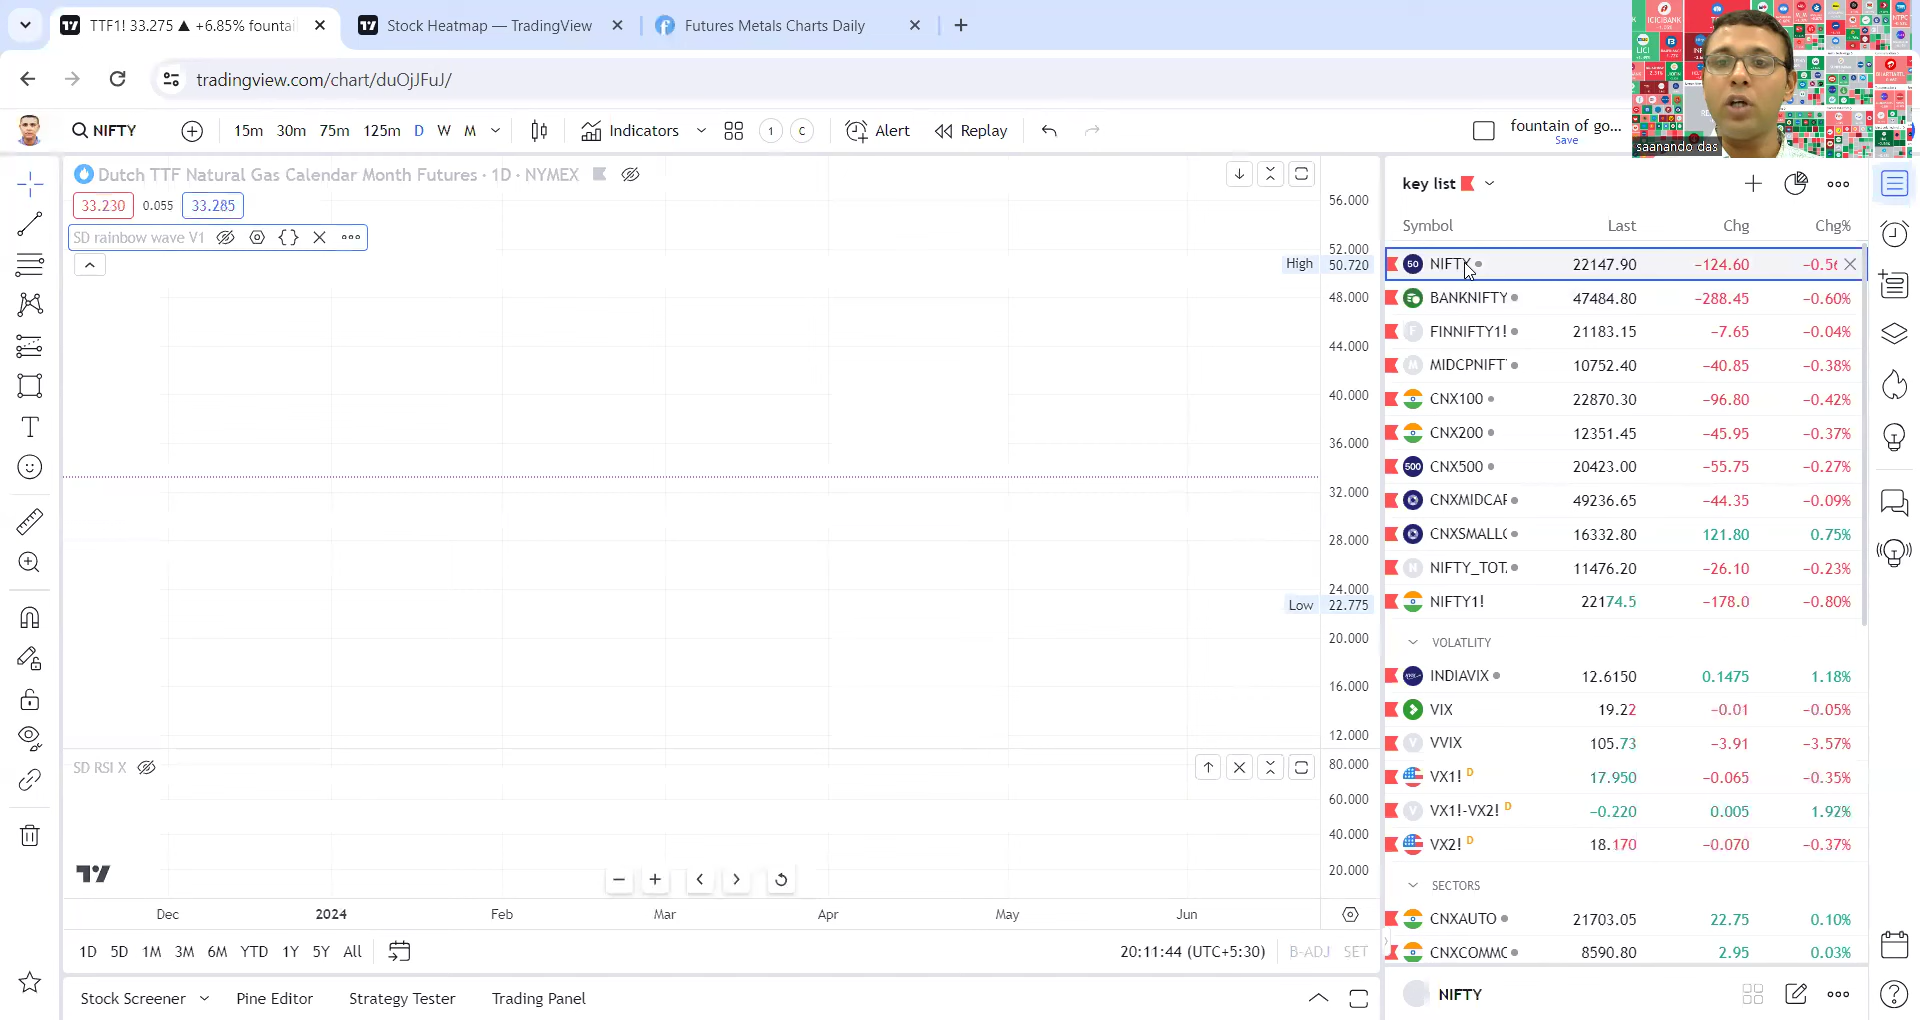 TTF1! 33.275 ▲ +6.85% fountai
Stock Heatmap — TradingView
Futures Metals Charts Daily
tradingview.com/chart/duOjJFuJ/
NIFTY
15m 30m 75m 125m D W M
Indicators
1 C
Alert
Replay
fountain of go...
Save
ICICIBANK
saanando das
Dutch TTF Natural Gas Calendar Month Futures · 1D · NYMEX
33.230 0.055 33.285
SD rainbow wave V1
56.000
52.000
High 50.720
48.000
44.000
40.000
36.000
32.000
28.000
24.000
Low 22.775
20.000
16.000
12.000
SD RSI X
80.000
60.000
40.000
20.000
Dec 2024 Feb Mar Apr May Jun
1D 5D 1M 3M 6M YTD 1Y 5Y All
20:11:44 (UTC+5:30) B-ADJ SET
Stock Screener Pine Editor Strategy Tester Trading Panel
key list
Symbol Last Chg Chg%
NIFTY 22147.90 −124.60 −0.56
BANKNIFTY 47484.80 −288.45 −0.60%
FINNIFTY1! 21183.15 −7.65 −0.04%
MIDCPNIFT 10752.40 −40.85 −0.38%
CNX100 22870.30 −96.80 −0.42%
CNX200 12351.45 −45.95 −0.37%
CNX500 20423.00 −55.75 −0.27%
CNXMIDCAP 49236.65 −44.35 −0.09%
CNXSMALLC 16332.80 121.80 0.75%
NIFTY_TOT. 11476.20 −26.10 −0.23%
NIFTY1! 22174.5 −178.0 −0.80%
VOLATLITY
INDIAVIX 12.6150 0.1475 1.18%
VIX 19.22 −0.01 −0.05%
VVIX 105.73 −3.91 −3.57%
VX1! D 17.950 −0.065 −0.35%
VX1!-VX2! D −0.220 0.005 1.92%
VX2! D 18.170 −0.070 −0.37%
SECTORS
CNXAUTO 21703.05 22.75 0.10%
CNXCOMMC 8590.80 2.95 0.03%
NIFTY